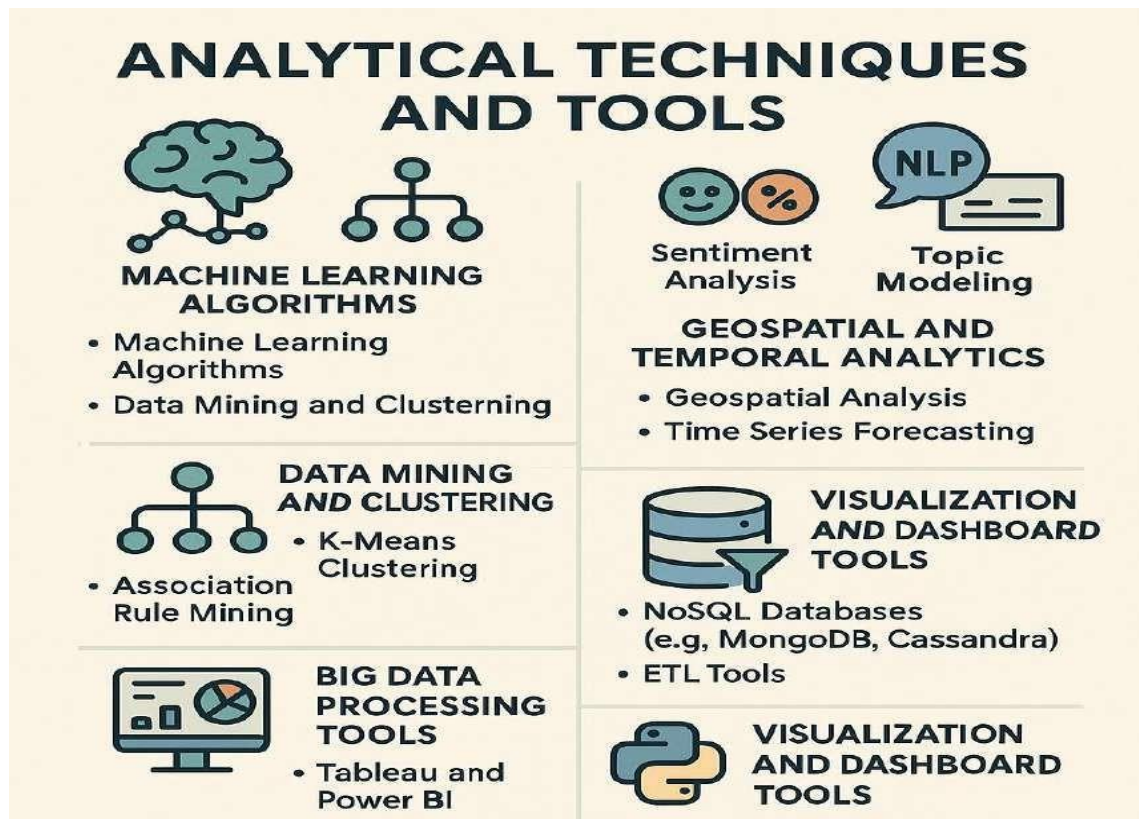 ANALYTICAL TECHNIQUES
AND TOOLS
MACHINE LEARNING
ALGORITHMS
• Machine Learning
Algorithms
• Data Mining and Clusterning
DATA MINING
AND CLUSTERING
• K-Means
Clustering
• Association
Rule Mining
BIG DATA
PROCESSING
TOOLS
• Tableau and
Power BI
%
NLP
Sentiment
Analysis
Topic
Modeling
GEOSPATIAL AND
TEMPORAL ANALYTICS
• Geospatial Analysis
• Time Series Forecasting
VISUALIZATION
AND DASHBOARD
TOOLS
• NoSQL Databases
(e.g, MongoDB, Cassandra)
• ETL Tools
VISUALIZATION
AND DASHBOARD
TOOLS